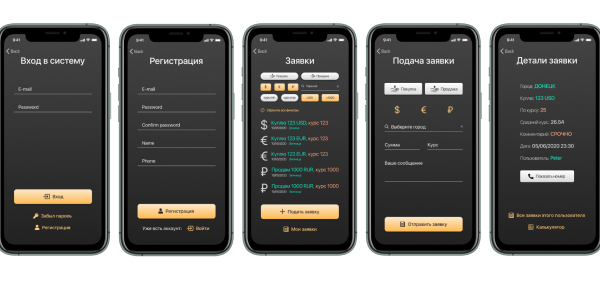 9:41
Back
Вход в систему
E-mail
Password
Вход
Забыл пароль
Регистрация
9:41
Back
Регистрация
E-mail
Password
Confirm password
Name
Phone
Регистрация
Уже есть аккаунт: Войти
9:41
Back
Заявки
Покупка Продажа
$ € ₽
+ Подать заявку
$ Куплю 123 USD, курс 123
€ Куплю 123 EUR, курс 123
€ Куплю 123 EUR, курс 123
₽ Продам 1000 RUR, курс 1000
₽ Продам 1000 RUR, курс 1000
Мои заявки
9:41
Back
Подача заявки
Покупка Продажа
$ € ₽
Выберите город
Сумма Курс
Ваше сообщение
Отправить заявку
9:41
Back
Детали заявки
Город: ДОНЕЦК
Куплю: 123 USD
По курсу: 25
Средний курс: 26.54
Комментарий: СРОЧНО
Дата: 05/06/2020 23:30
Пользователь: Peter
Показать номер
Все заявки этого пользователя
Калькулятор